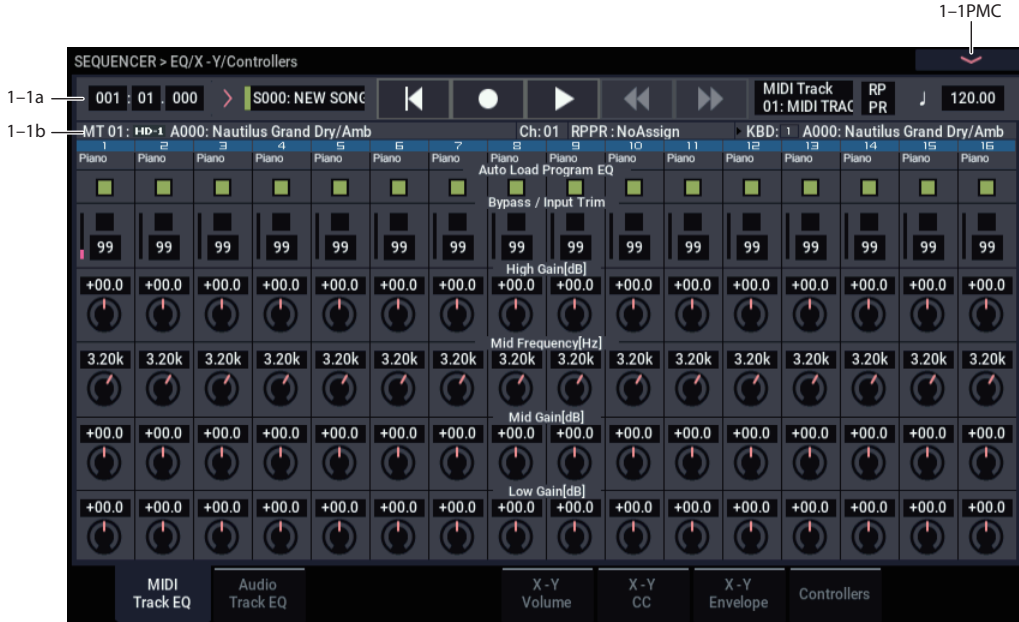 1–1PMC
SEQUENCER > EQ/X-Y/Controllers
1–1a
001 : 01 . 000
S000: NEW SONG
MIDI Track
01: MIDI TRAC
RP
PR
♩ 120.00
1–1b
MT 01: HD-1 A000: Nautilus Grand Dry/Amb Ch:01 RPPR : NoAssign KBD: 1 A000: Nautilus Grand Dry/Amb
1 2 3 4 5 6 7 8 9 10 11 12 13 14 15 16
Piano Piano Piano Piano Piano Piano Piano Piano Piano Piano Piano Piano Piano Piano Piano Piano
Auto Load Program EQ
Bypass / Input Trim
99 99 99 99 99 99 99 99 99 99 99 99 99 99 99 99
High Gain[dB]
+00.0 +00.0 +00.0 +00.0 +00.0 +00.0 +00.0 +00.0 +00.0 +00.0 +00.0 +00.0 +00.0 +00.0 +00.0 +00.0
Mid Frequency[Hz]
3.20k 3.20k 3.20k 3.20k 3.20k 3.20k 3.20k 3.20k 3.20k 3.20k 3.20k 3.20k 3.20k 3.20k 3.20k 3.20k
Mid Gain[dB]
+00.0 +00.0 +00.0 +00.0 +00.0 +00.0 +00.0 +00.0 +00.0 +00.0 +00.0 +00.0 +00.0 +00.0 +00.0 +00.0
Low Gain[dB]
+00.0 +00.0 +00.0 +00.0 +00.0 +00.0 +00.0 +00.0 +00.0 +00.0 +00.0 +00.0 +00.0 +00.0 +00.0 +00.0
MIDI
Track EQ
Audio
Track EQ
X-Y
Volume
X-Y
CC
X-Y
Envelope
Controllers